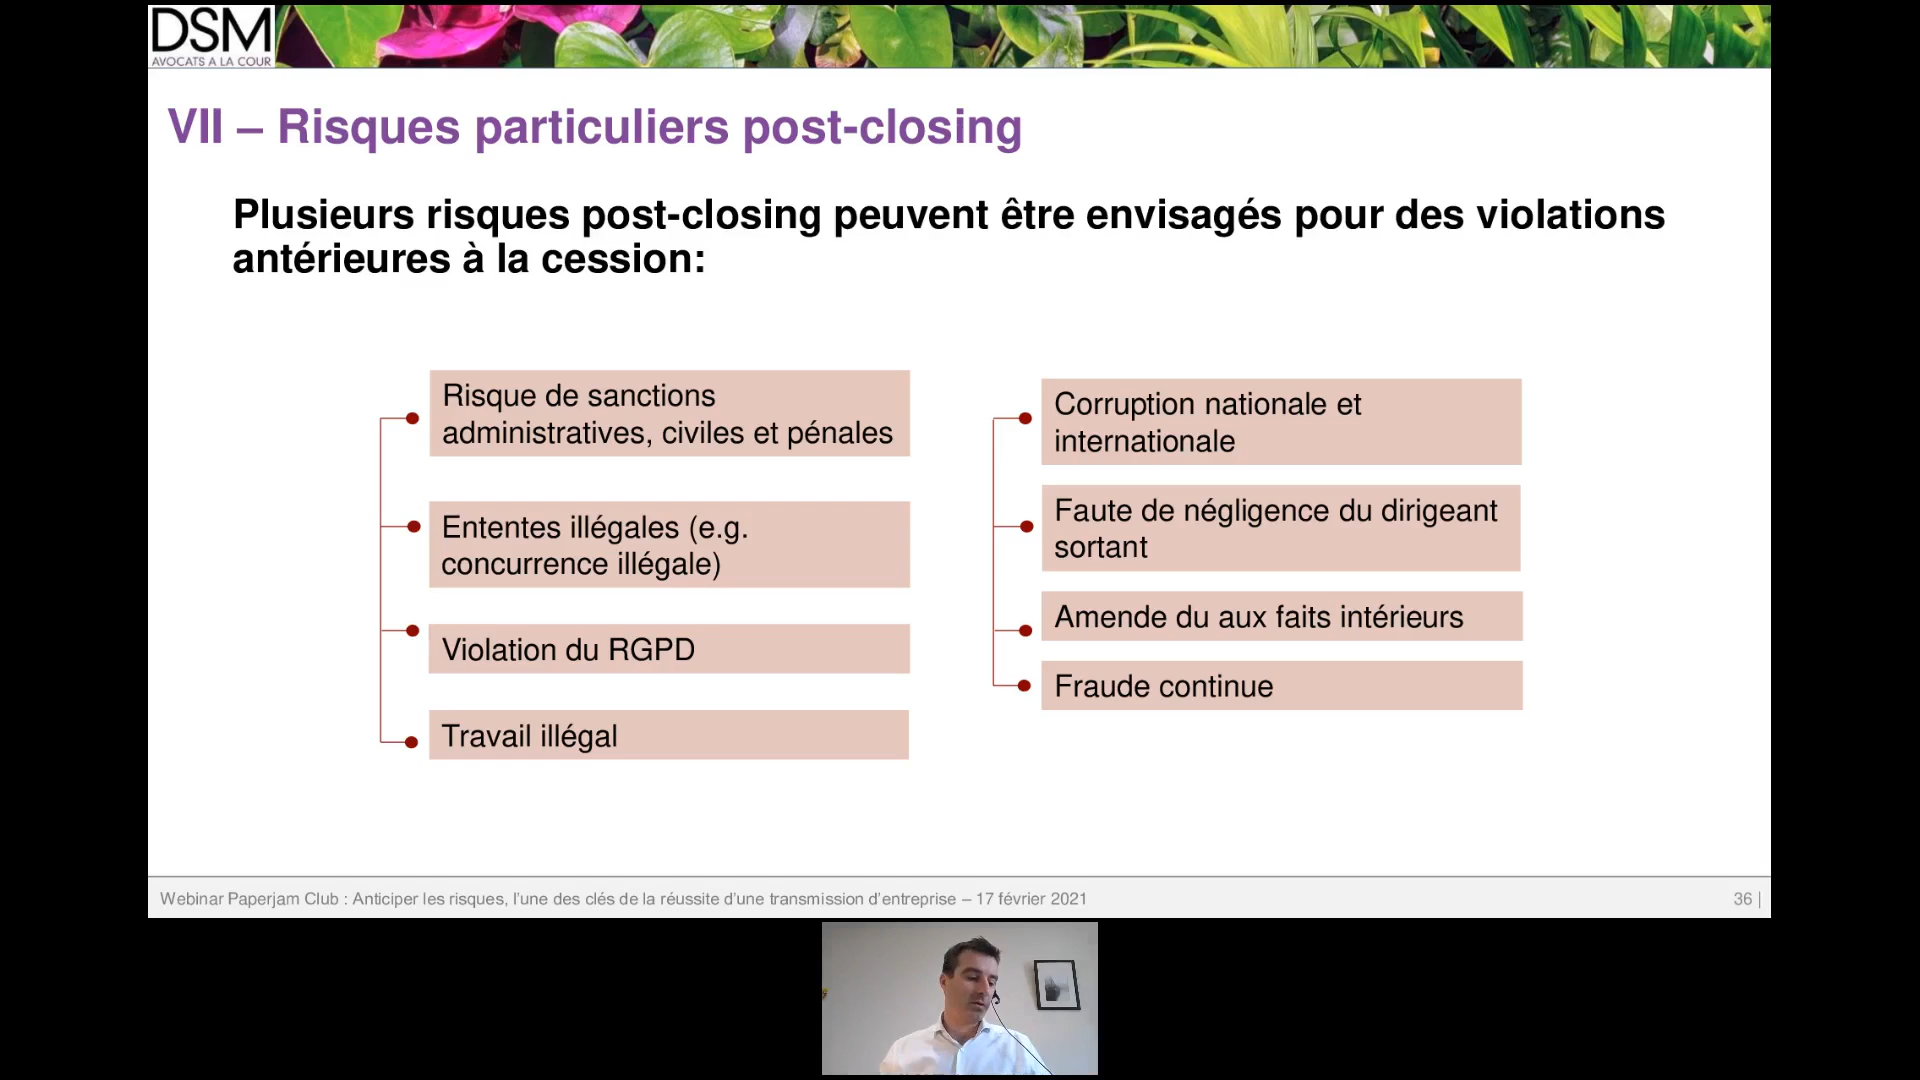 DSM
AVOCATS A LA COUR
VII – Risques particuliers post-closing
Plusieurs risques post-closing peuvent être envisagés pour des violations
antérieures à la cession:
Risque de sanctions
administratives, civiles et pénales
Ententes illégales (e.g.
concurrence illégale)
Violation du RGPD
Travail illégal
Corruption nationale et
internationale
Faute de négligence du dirigeant
sortant
Amende du aux faits intérieurs
Fraude continue
Webinar Paperjam Club : Anticiper les risques, l’une des clés de la réussite d’une transmission d’entreprise – 17 février 2021
36 |